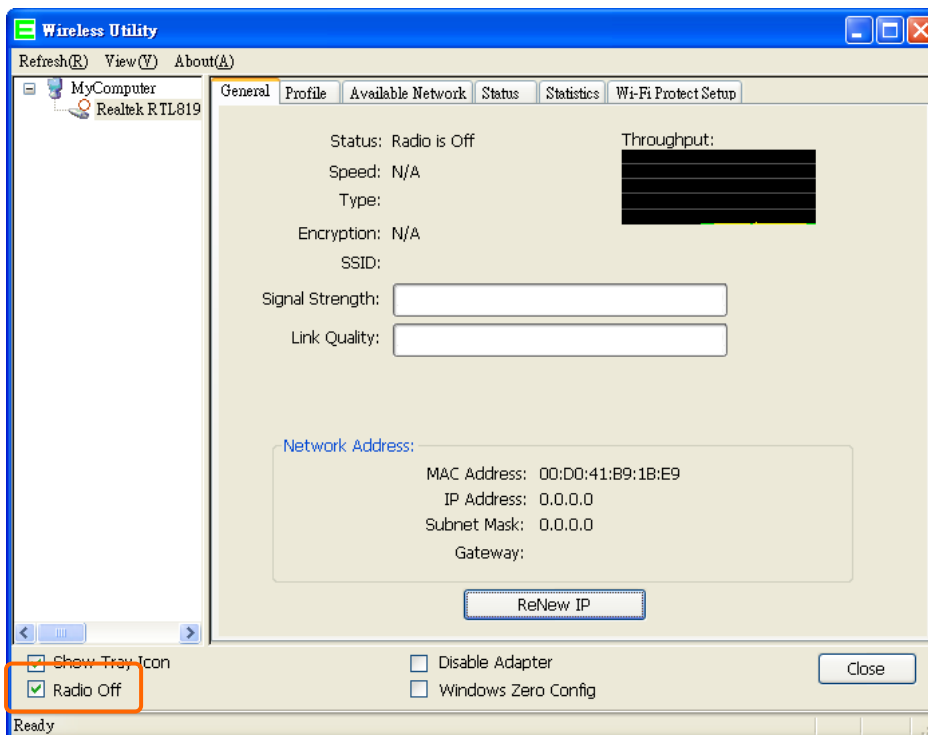 Wireless Utility
Refresh(R) View(V) About(A)
MyComputer
Realtek RTL819
General Profile Available Network Status Statistics Wi-Fi Protect Setup
Status: Radio is Off
Throughput:
Speed: N/A
Type:
Encryption: N/A
SSID:
Signal Strength:
Link Quality:
Network Address:
MAC Address: 00:D0:41:B9:1B:E9
IP Address: 0.0.0.0
Subnet Mask: 0.0.0.0
Gateway:
ReNew IP
Show Tray Icon
Disable Adapter
Close
Radio Off
Windows Zero Config
Ready